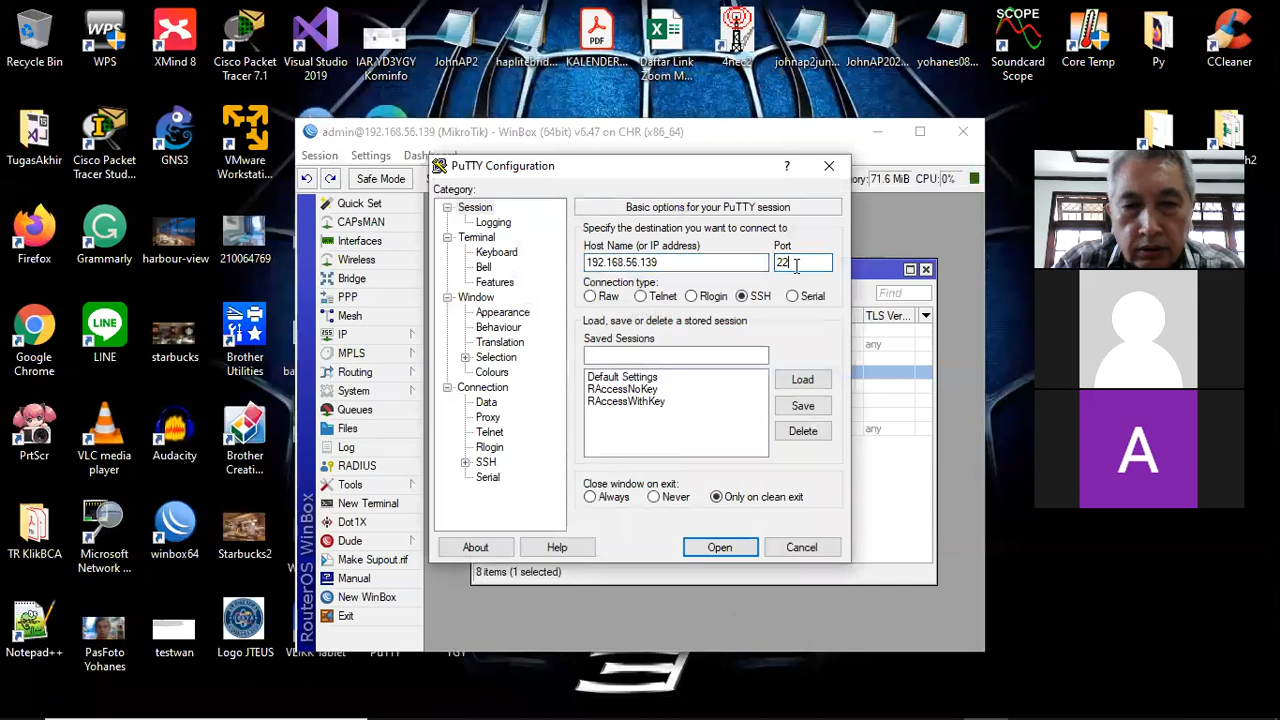 Recycle Bin
WPS
XMind 8
Cisco Packet
Tracer 7.1
Visual Studio
2019
IAR YD3YGY
Kominfo
JohnAP2
haplitebrid...
PDF
KALENDER...
Daftar Link
Zoom M...
4nec2
johnap2jun...
JohnAP202...
yohanes08...
SCOPE
Soundcard
Scope
Core Temp
Py
CCleaner
TugasAkhir
Cisco Packet
Tracer Stud...
GNS3
VMware
Workstati...
Firefox
Grammarly
harbour-view
210064769
Google
Chrome
LINE
starbucks
Brother
Utilities
PrtScr
VLC media
player
Audacity
Brother
Creati...
TR KlikBCA
Microsoft
Network ...
winbox64
Starbucks2
Notepad++
PasFoto
Yohanes
testwan
Logo JTEUS
admin@192.168.56.139 (MikroTik) - WinBox (64bit) v6.47 on CHR (x86_64)
Session
Settings
Safe Mode
71.6 MiB
CPU: 0%
Quick Set
CAPsMAN
Interfaces
Wireless
Bridge
PPP
Mesh
IP
MPLS
Routing
System
Queues
Files
Log
RADIUS
Tools
New Terminal
Dot1X
Dude
Make Supout.rif
Manual
New WinBox
Exit
RouterOS WinBox
PuTTY Configuration
?
Category:
Session
Logging
Terminal
Keyboard
Bell
Features
Window
Appearance
Behaviour
Translation
Selection
Colours
Connection
Data
Proxy
Telnet
Rlogin
SSH
Serial
Basic options for your PuTTY session
Specify the destination you want to connect to
Host Name (or IP address)
Port
192.168.56.139
22
Connection type:
Raw
Telnet
Rlogin
SSH
Serial
Load, save or delete a stored session
Saved Sessions
Default Settings
RAccessNoKey
RAccessWithKey
Load
Save
Delete
Close window on exit:
Always
Never
Only on clean exit
About
Help
Open
Cancel
Find
TLS Ver...
any
any
8 items (1 selected)
A